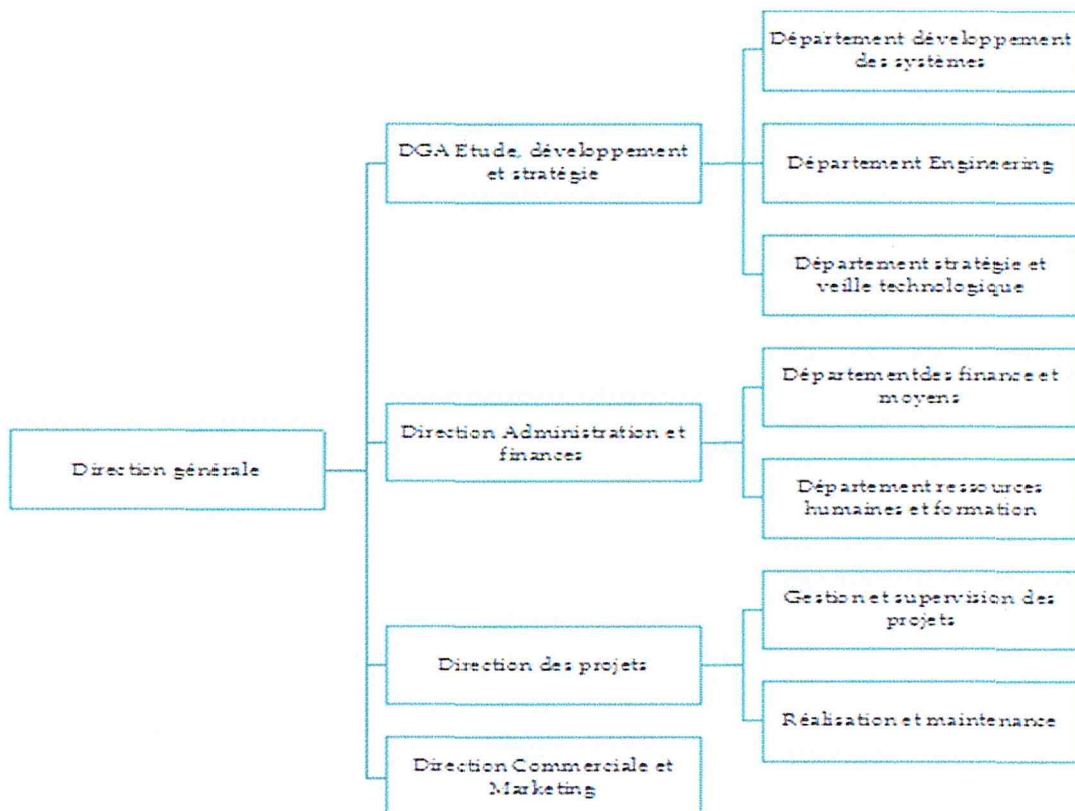 Département développement
des systèmes
DGA Etude, développement
et stratégie
Département Engineering
Département stratégie et
veille technologique
Départementdes finance et
moyens
Direction Administration et
finances
Direction générale
Département ressources
humaines et formation
Gestion et supervision des
projets
Direction des projets
Réalisation et maintenance
Direction Commerciale et
Marketing